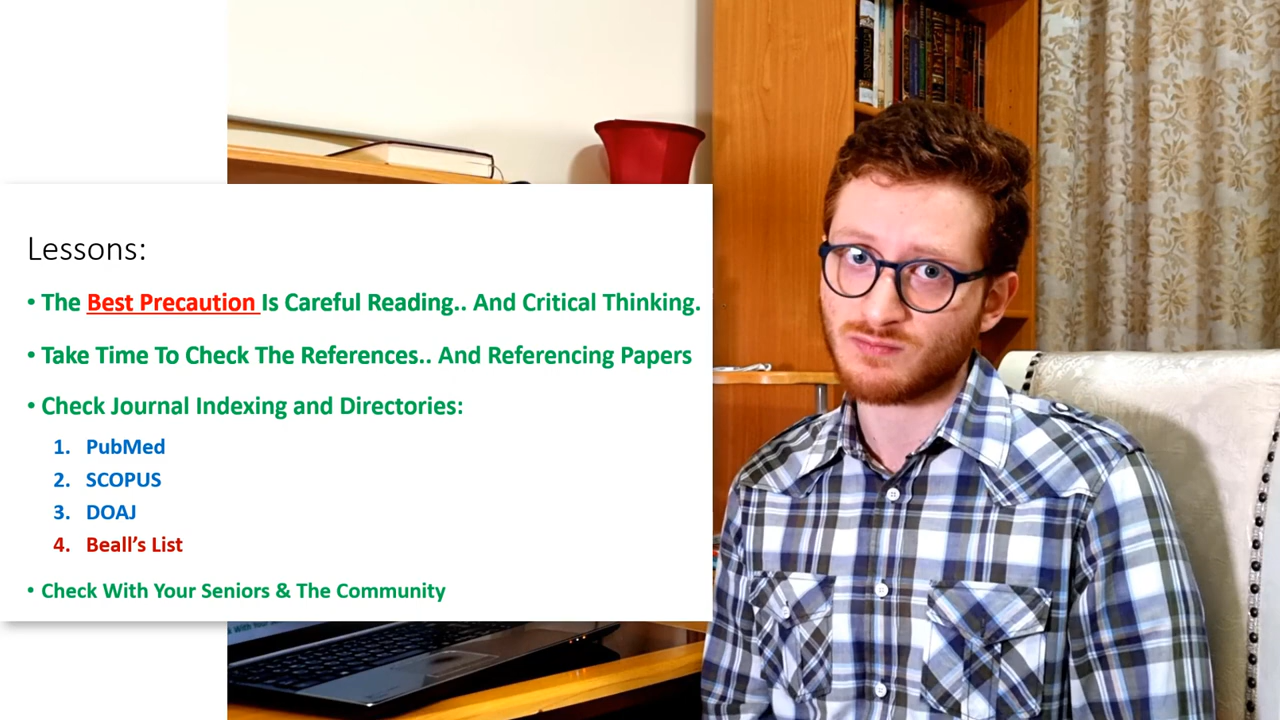 Lessons:
• The Best Precaution Is Careful Reading.. And Critical Thinking.
• Take Time To Check The References.. And Referencing Papers
• Check Journal Indexing and Directories:
1. PubMed
2. SCOPUS
3. DOAJ
4. Beall’s List
• Check With Your Seniors & The Community